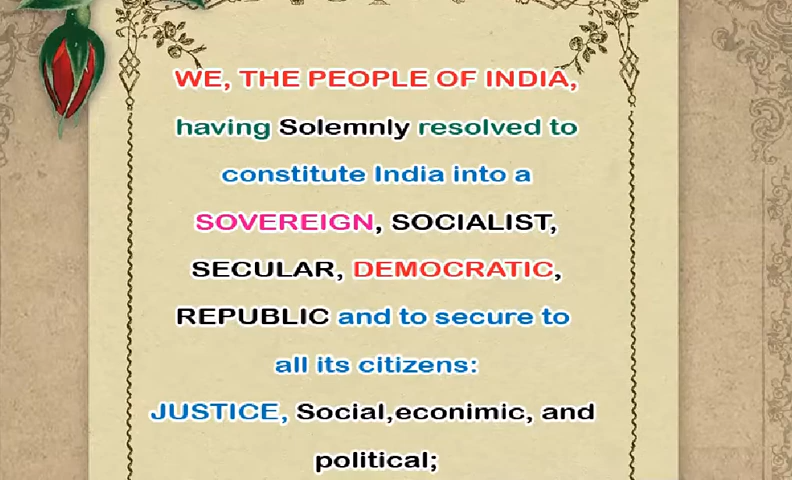 WE, THE PEOPLE OF INDIA,
having Solemnly resolved to
constitute India into a
SOVEREIGN, SOCIALIST,
SECULAR, DEMOCRATIC,
REPUBLIC and to secure to
all its citizens:
JUSTICE, Social,econimic, and
political;